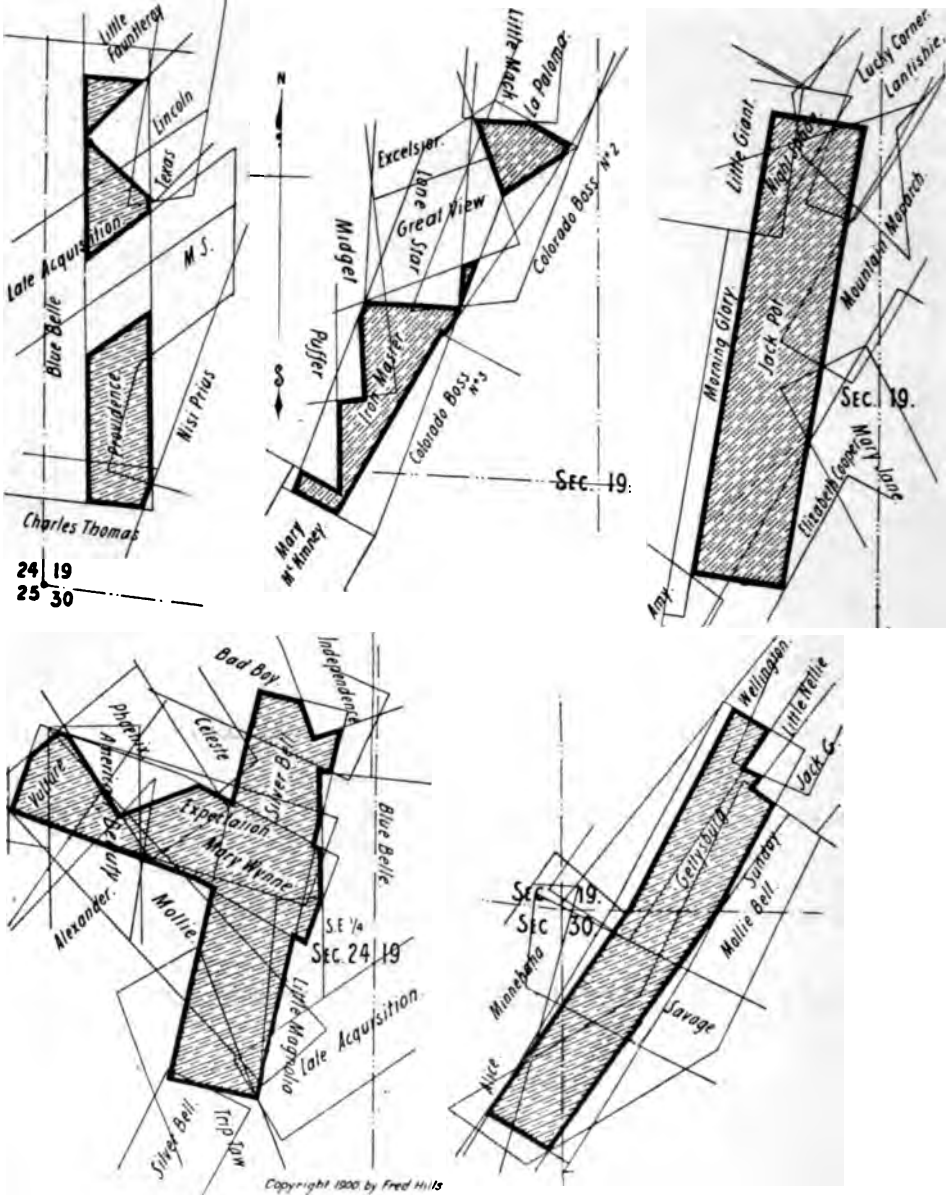 Little
Fauntleroy
Lincoln
Texas
Late Acquisition
M S.
Blue Belle
Providence
Nisi Prius
Charles Thomas
24 19
25 30
N
S
Little Mack
La Paloma.
Excelsior.
Lone Star
Great View
Colorado Boss Nº 2
Midget
Puffer
Iron Master
Colorado Boss
Nº 3
SEC. 19.
Mary
McKinney
Lucky Corner.
Lantishie.
Little Giant
Mountain Monarch.
Morning Glory.
Jack Pot
SEC. 19.
Elizabeth Cooper
Mary Jane
Amy.
Bad Boy
Independence
Phoenix
Celeste
American Beauty
Vulture
Expectation
Mary Wynne
Blue Belle.
Alexander.
Mollie.
S.E ¼
SEC. 24 19
Little Magnolia
Late Acquisition.
Silver Bell.
Trip Taw
Copyright 1900 by Fred Hills
Wellington.
Little Nellie
Jack G.
Gettysburg
Sunday
Mollie Bell.
SEC 19.
SEC 30.
Minnehaha
Savage
Alice